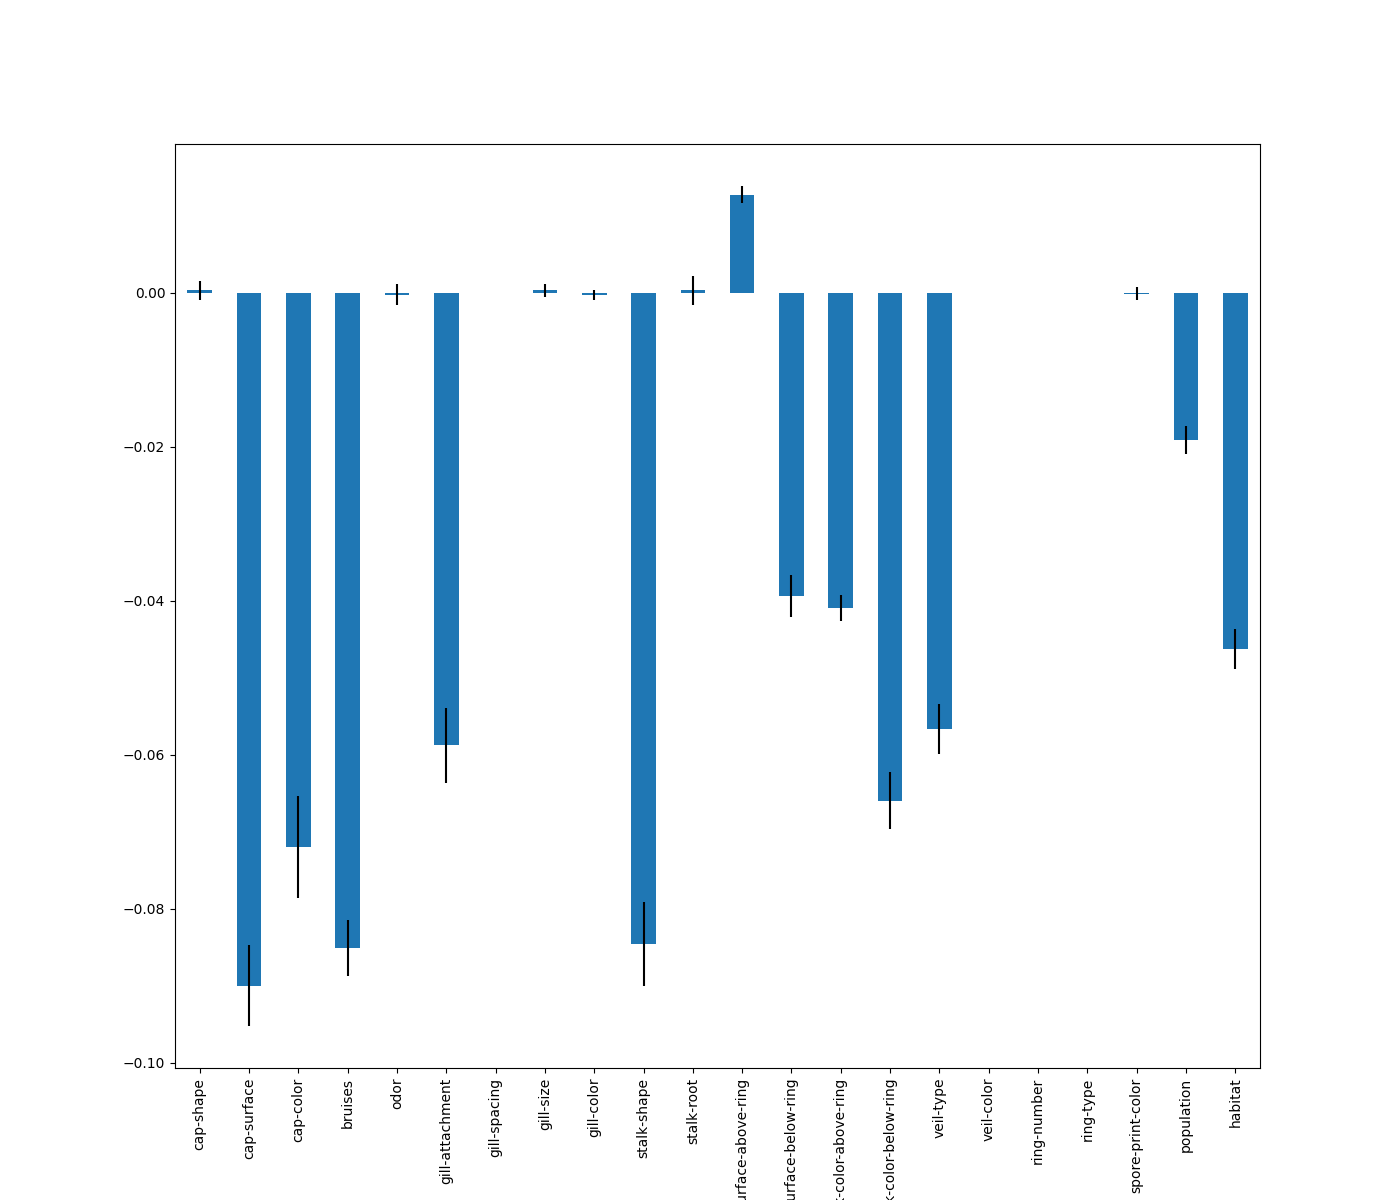 0.00
−0.02
−0.04
−0.06
−0.08
−0.10
cap-shape
cap-surface
cap-color
bruises
odor
gill-attachment
gill-spacing
gill-size
gill-color
stalk-shape
stalk-root
urface-above-ring
urface-below-ring
-color-above-ring
k-color-below-ring
veil-type
veil-color
ring-number
ring-type
spore-print-color
population
habitat